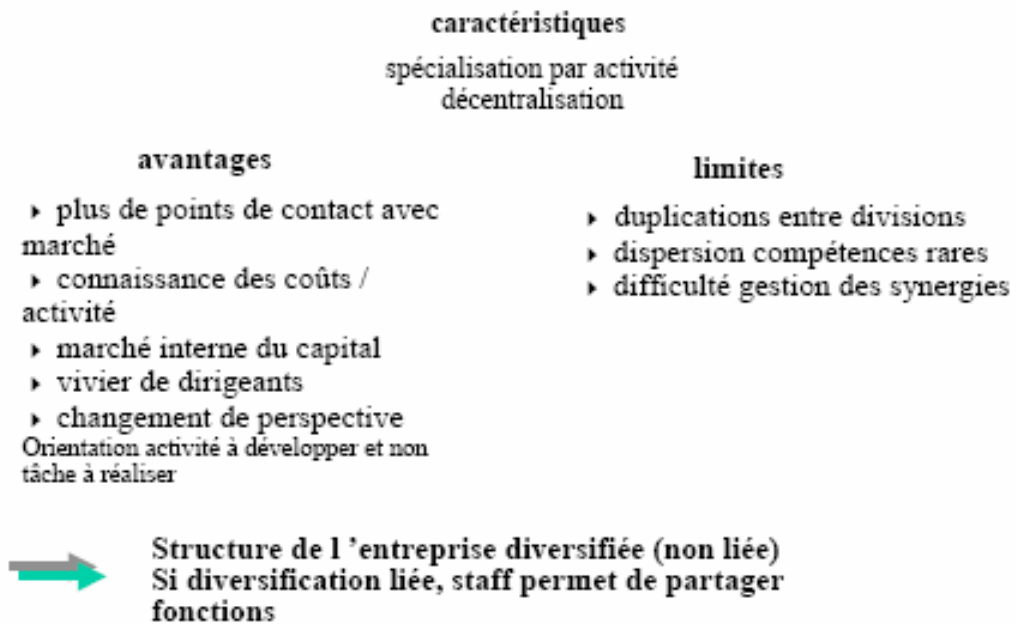 caractéristiques
spécialisation par activité
décentralisation
avantages
plus de points de contact avec
marché
connaissance des coûts /
activité
marché interne du capital
vivier de dirigeants
changement de perspective
Orientation activité à développer et non
tâche à réaliser
limites
duplications entre divisions
dispersion compétences rares
difficulté gestion des synergies
Structure de l ’entreprise diversifiée (non liée)
Si diversification liée, staff permet de partager
fonctions